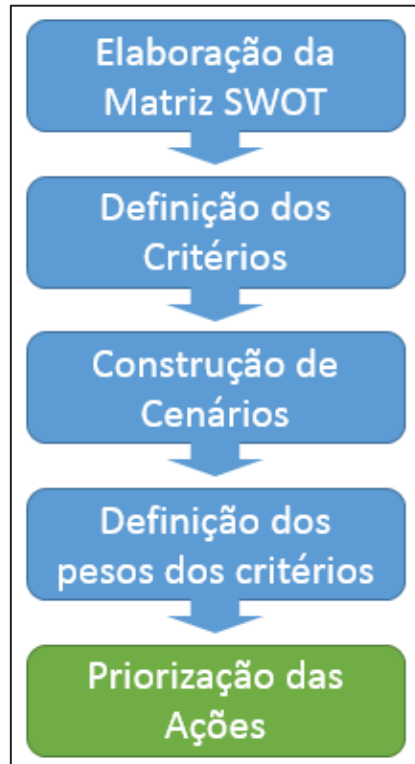 Elaboração da
Matriz SWOT
Definição dos
Critérios
Construção de
Cenários
Definição dos
pesos dos critérios
Priorização das
Ações